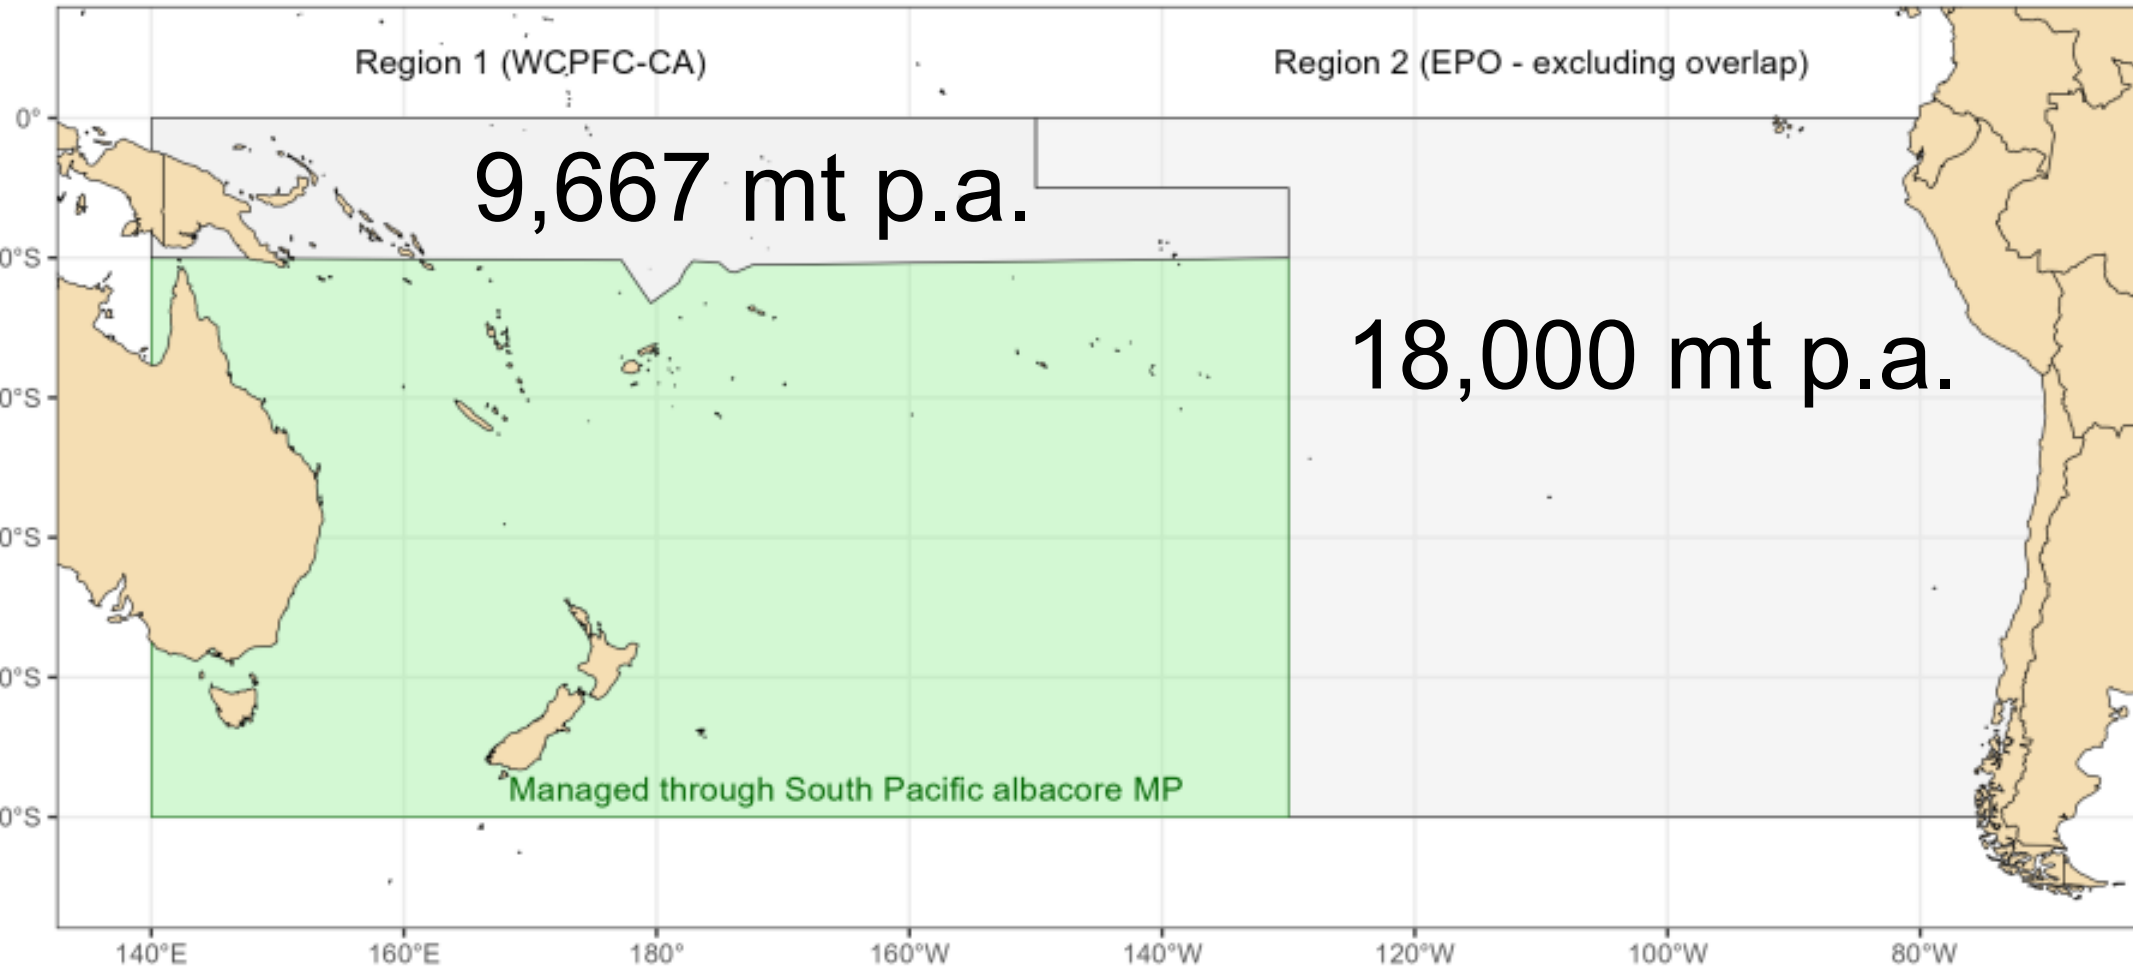 Region 1 (WCPFC-CA)
Region 2 (EPO - excluding overlap)
0°
9,667 mt p.a.
0°S
18,000 mt p.a.
0°S
0°S
0°S
Managed through South Pacific albacore MP
0°S
140°E
160°E
180°
160°W
140°W
120°W
100°W
80°W